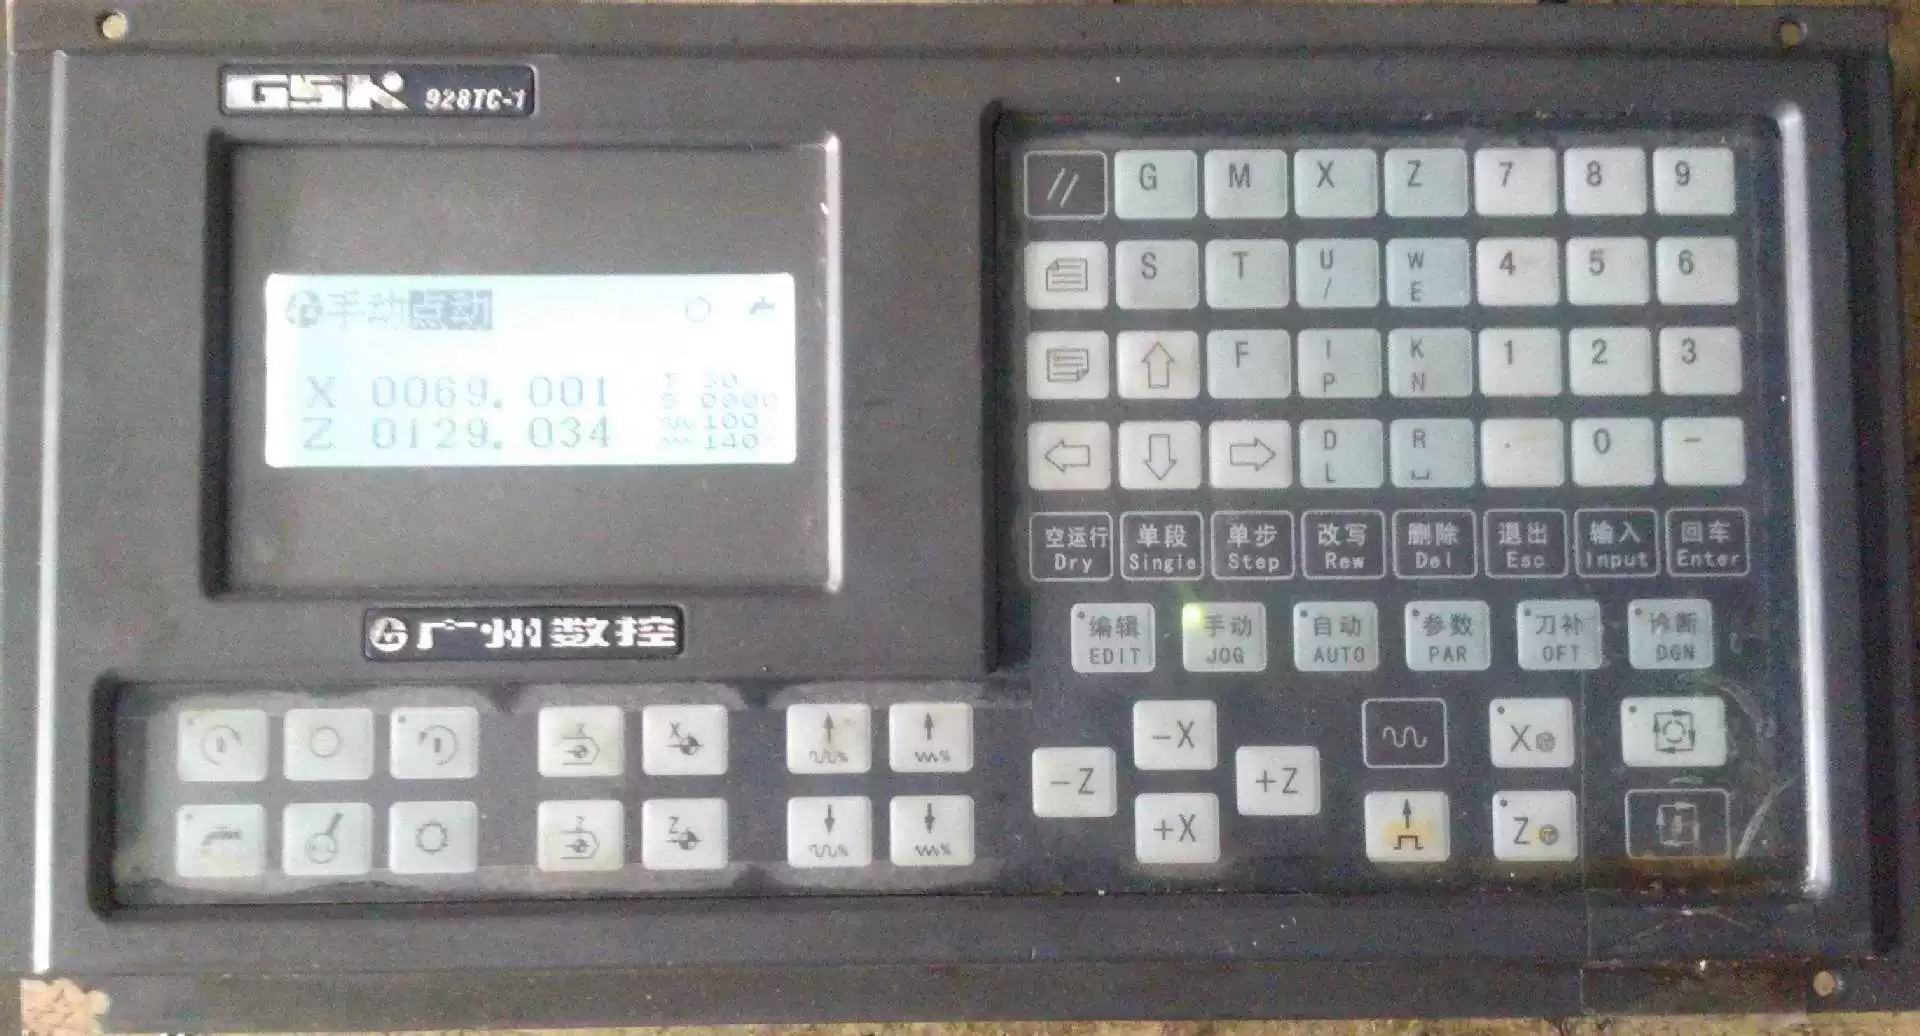 GSK 928TC-1
手动点动
X 0069.001
Z 0129.034
0000
100
140
广州数控
// G M X Z 7 8 9
S T U / W E 4 5 6
F I P K N 1 2 3
D L R ⎵ . 0 -
空运行 Dry 单段 Single 单步 Step 改写 Rew 删除 Del 退出 Esc 输入 Input 回车 Enter
编辑 EDIT 手动 JOG 自动 AUTO 参数 PAR 刀补 OFT 诊断 DGN
X X % %
-X
X
-Z +Z
Z Z % %
+X
Z